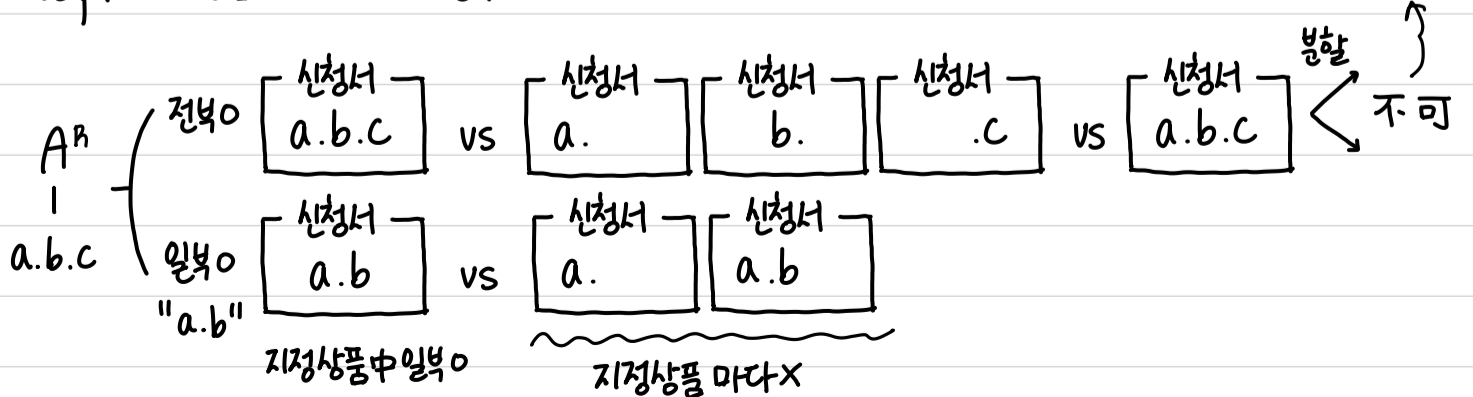 분할
전부O 신청서 신청서 신청서 신청서 신청서
A^R a.b.c vs a. b. .c vs a.b.c 不可
a.b.c 일부O 신청서 신청서 신청서
"a.b" a.b vs a. a.b
지정상품中일부O 지정상품 마다X